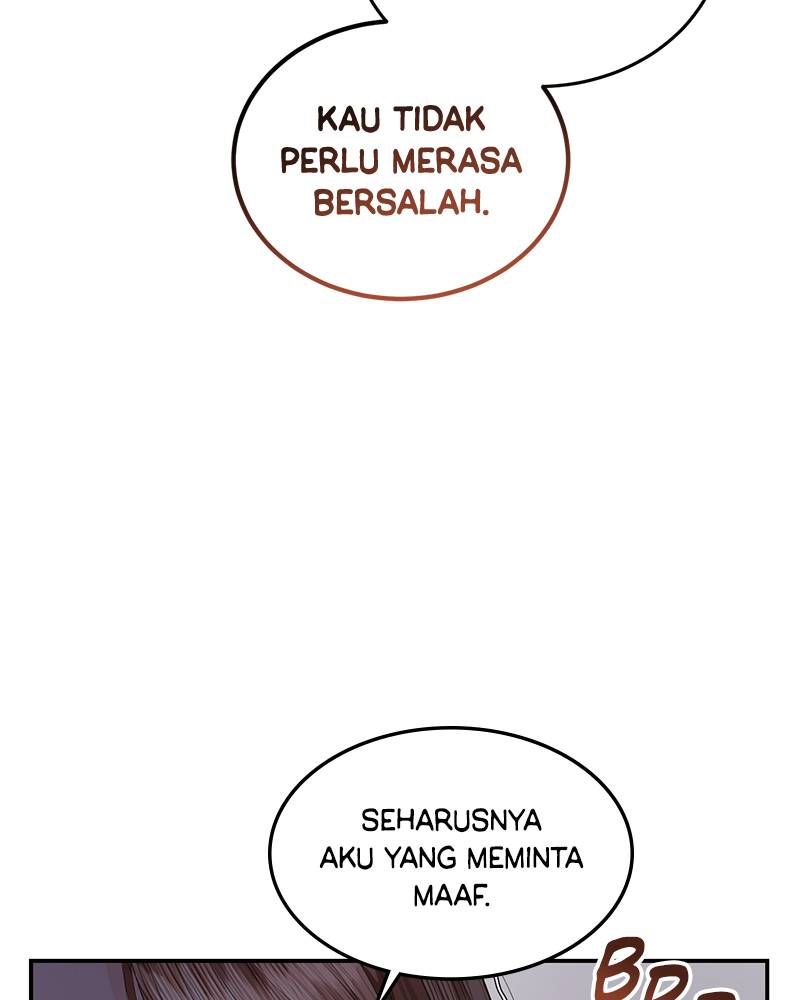 KAU TIDAK
PERLU MERASA
BERSALAH.
SEHARUSNYA
AKU YANG MEMINTA
MAAF.